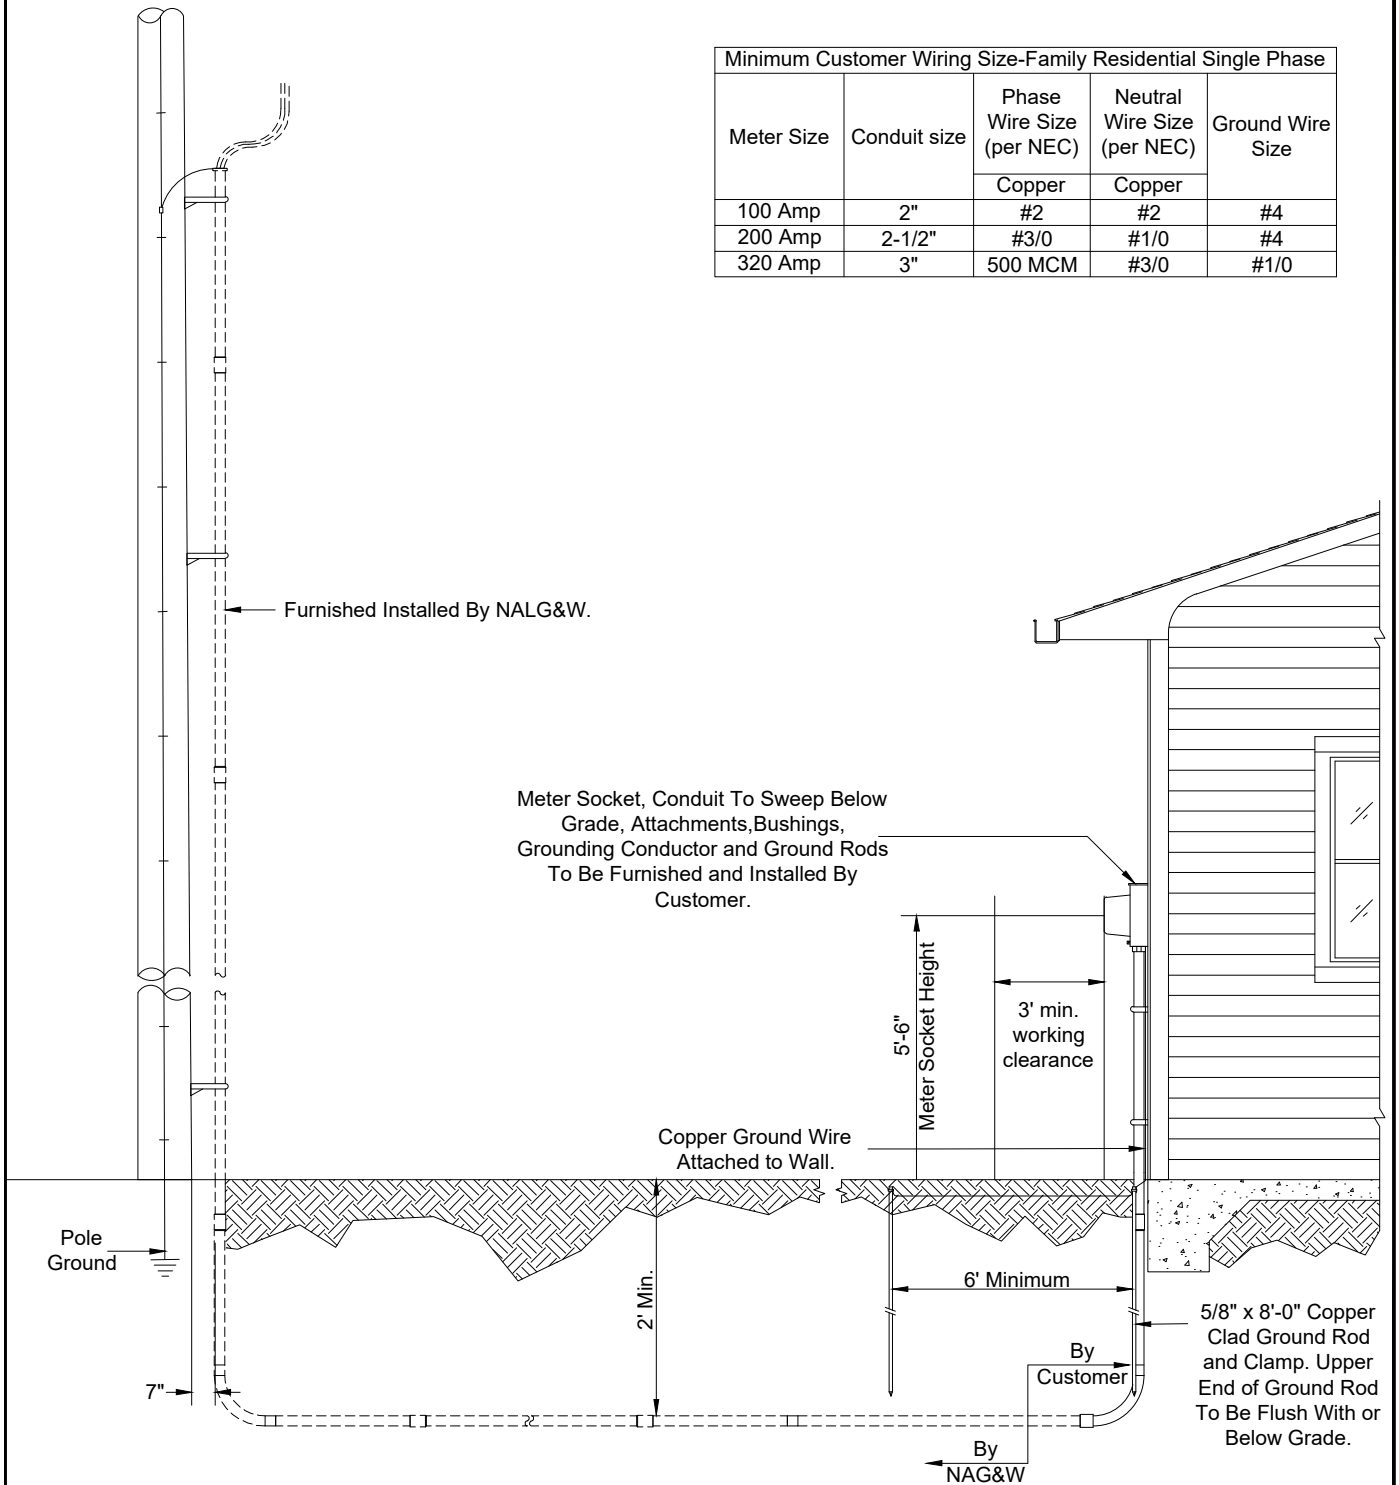 Minimum Customer Wiring Size-Family Residential Single Phase
Meter Size
Conduit size
Phase
Wire Size
(per NEC)
Neutral
Wire Size
(per NEC)
Ground Wire
Size
Copper
Copper
100 Amp 2" #2 #2 #4
200 Amp 2-1/2" #3/0 #1/0 #4
320 Amp 3" 500 MCM #3/0 #1/0
Furnished Installed By NALG&W.
Meter Socket, Conduit To Sweep Below
Grade, Attachments,Bushings,
Grounding Conductor and Ground Rods
To Be Furnished and Installed By
Customer.
5'-6"
Meter Socket Height
3' min.
working
clearance
Copper Ground Wire
Attached to Wall.
Pole
Ground
2' Min.
6' Minimum
5/8" x 8'-0" Copper
Clad Ground Rod
and Clamp. Upper
End of Ground Rod
To Be Flush With or
Below Grade.
7"
By
Customer
By
NAG&W